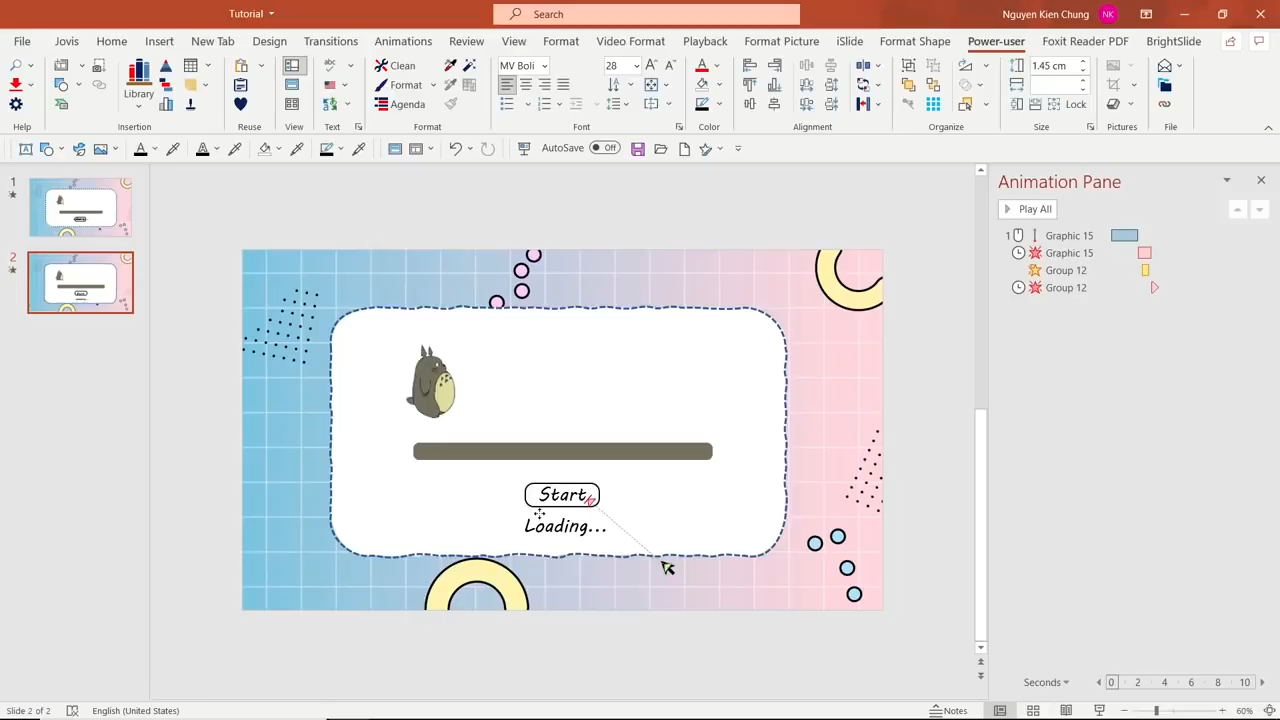 Tutorial
Search
Nguyen Kien Chung
NK
File
Jovis
Home
Insert
New Tab
Design
Transitions
Animations
Review
View
Format
Video Format
Playback
Format Picture
iSlide
Format Shape
Power-user
Foxit Reader PDF
BrightSlide
Library
Clean
Format
Agenda
MV Boli
28
1.45 cm
Lock
Help
Insertion
Reuse
View
Text
Format
Font
Color
Alignment
Organize
Size
Pictures
File
AutoSave
Off
1
2
Start
Loading...
Animation Pane
Play All
1
Graphic 15
Graphic 15
Group 12
Group 12
Seconds
0 2 4 6 8 10
Slide 2 of 2
English (United States)
Notes
60%